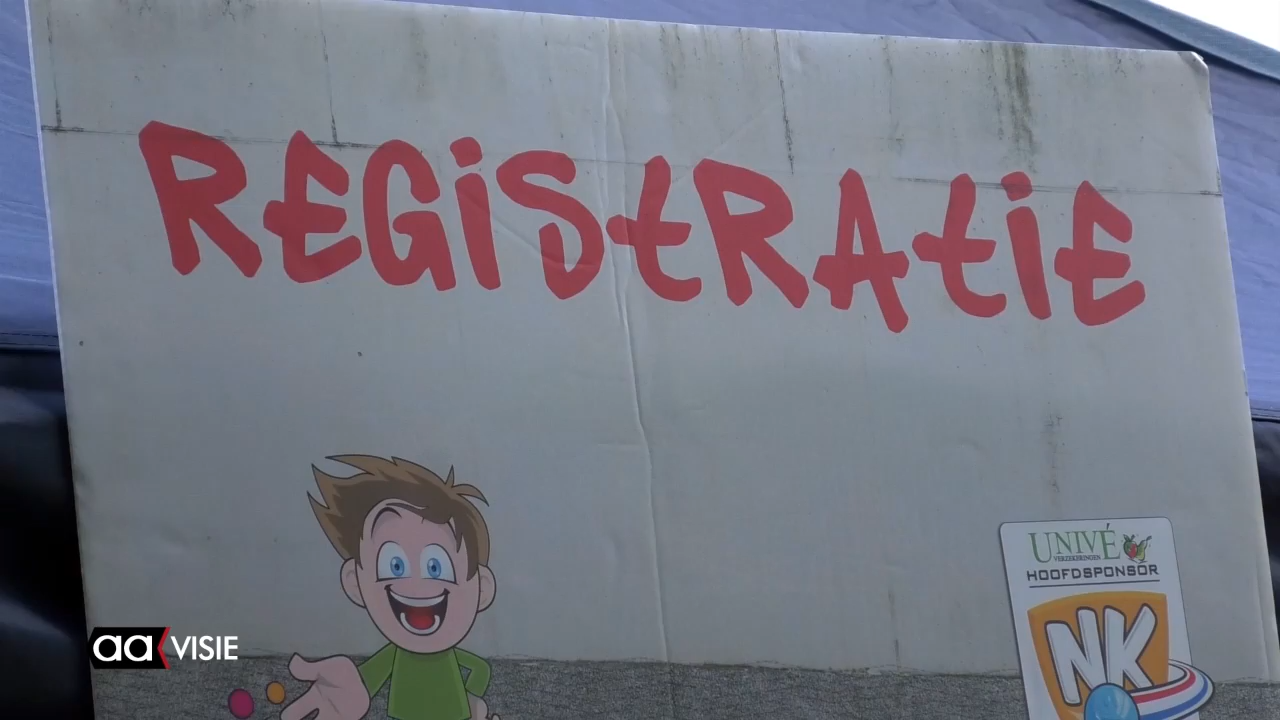 REGiStRAtiE
UNIVÉ
VERZEKERINGEN
HOOFDSPONSOR
NK
aa VISIE